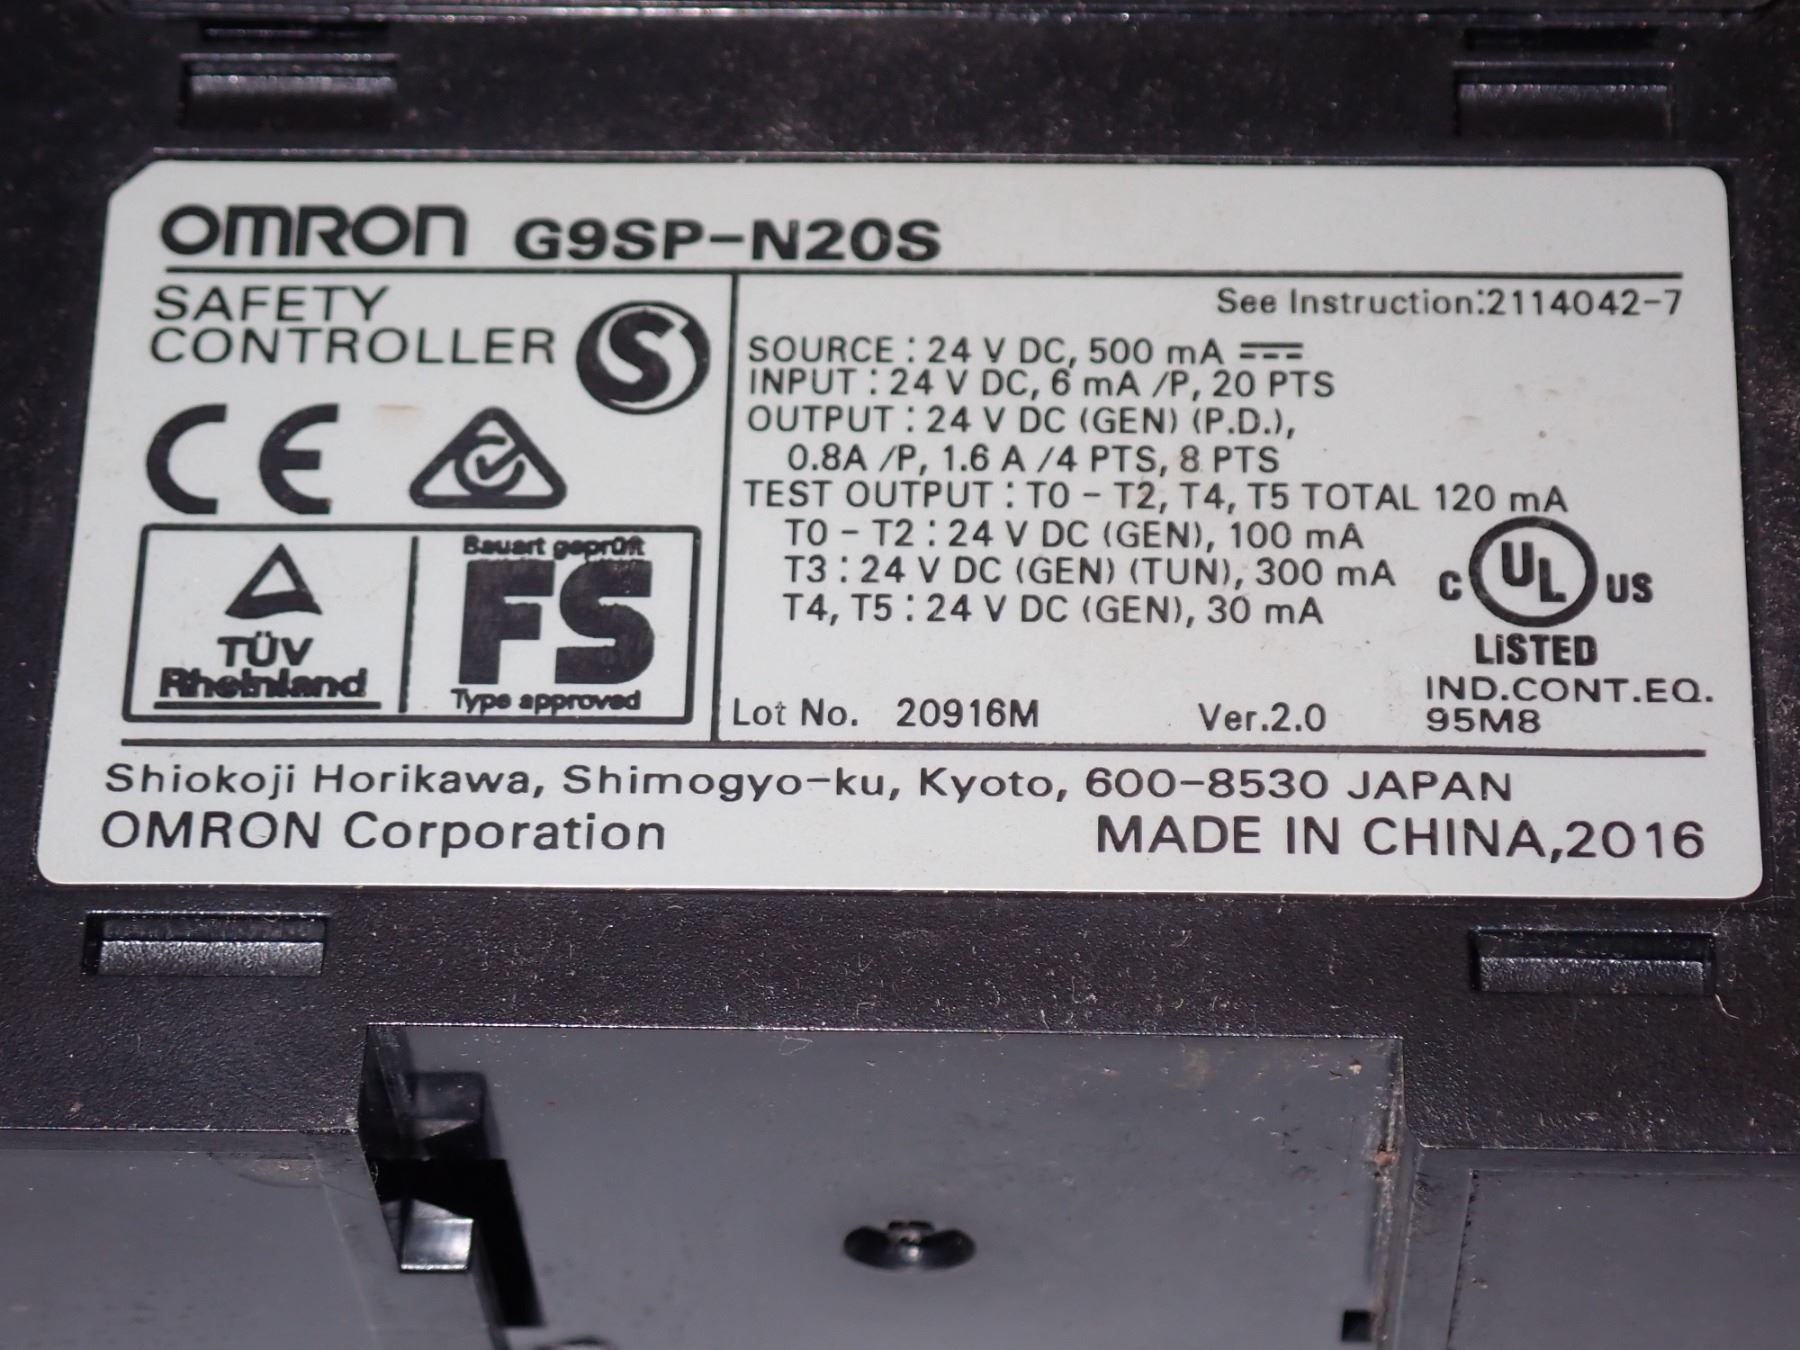 OMRON G9SP-N20S
SAFETY
CONTROLLER
S
CE
TÜV
Rheinland
Bauart geprüft
FS
Type approved
See Instruction:2114042-7
SOURCE : 24 V DC, 500 mA
INPUT : 24 V DC, 6 mA /P, 20 PTS
OUTPUT : 24 V DC (GEN) (P.D.),
0.8A /P, 1.6 A /4 PTS, 8 PTS
TEST OUTPUT : T0 - T2, T4, T5 TOTAL 120 mA
T0 - T2 : 24 V DC (GEN), 100 mA
T3 : 24 V DC (GEN) (TUN), 300 mA
T4, T5 : 24 V DC (GEN), 30 mA
C UL US
LISTED
IND.CONT.EQ.
95M8
Lot No. 20916M Ver.2.0
Shiokoji Horikawa, Shimogyo-ku, Kyoto, 600-8530 JAPAN
OMRON Corporation MADE IN CHINA,2016